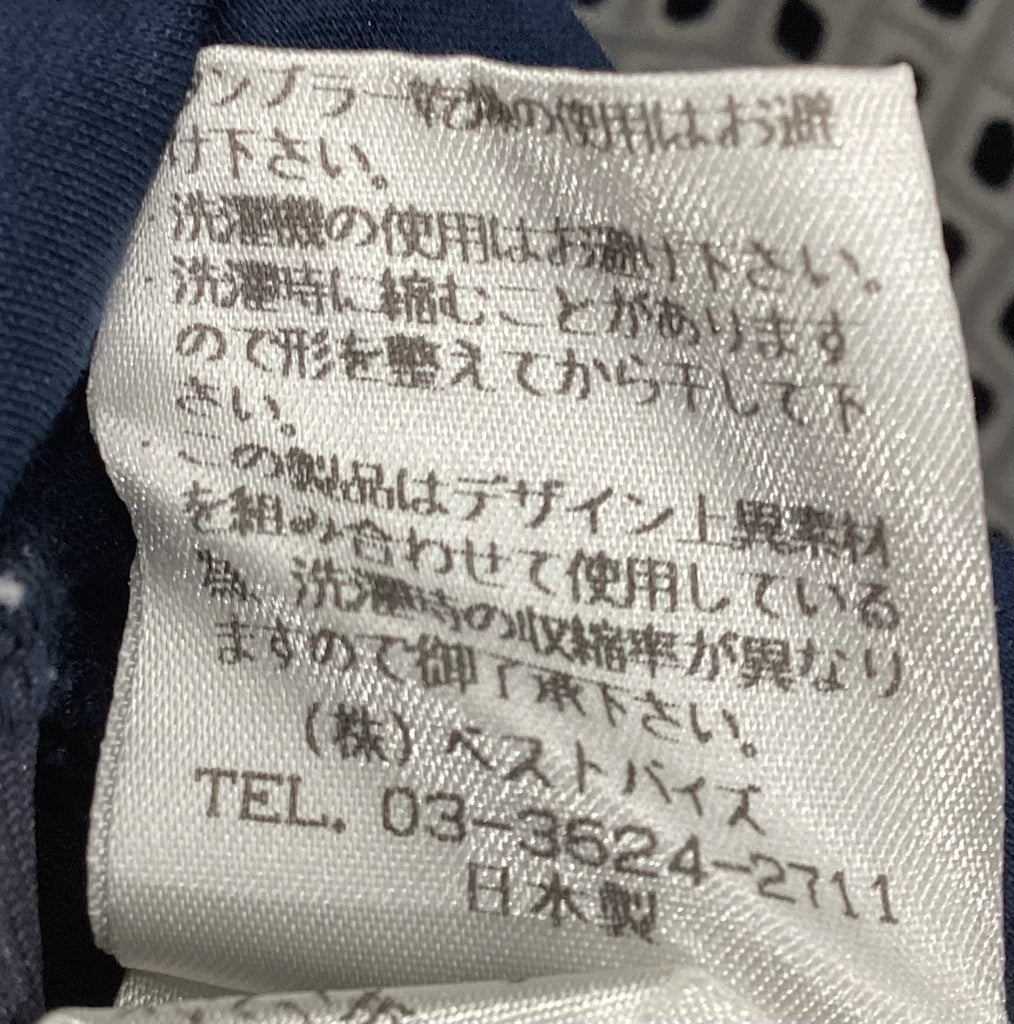 ンブラー乾燥の使用はお避
け下さい。
洗濯機の使用はお避け下さい。
洗濯時に縮むことがあります
ので形を整えてから干して下
さい。
この製品はデザイン上異素材
を組み合わせて使用している
為、洗濯時の収縮率が異なり
ますので御了承下さい。
(株)ベストバイズ
TEL. 03-3624-2711
日本製